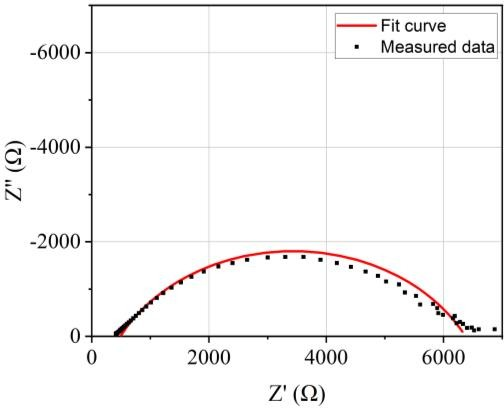 Fit curve
Measured data
-6000
-4000
-2000
0
Z" (Ω)
0 2000 4000 6000
Z' (Ω)